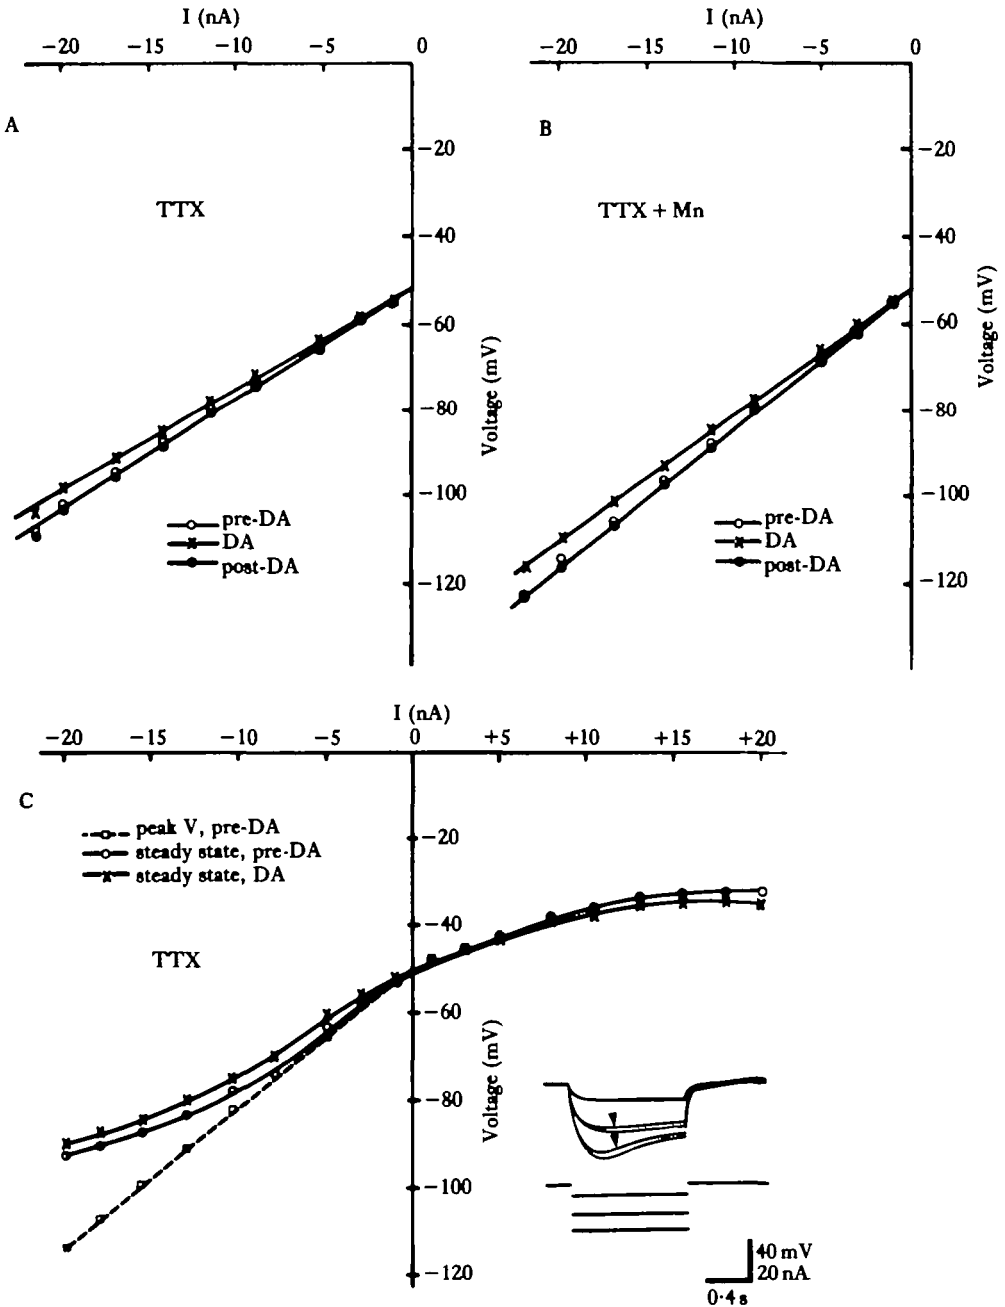 I (nA)
−20 −15 −10 −5 0
A
TTX
−20
−40
−60
−80
−100
−120
Voltage (mV)
pre-DA
DA
post-DA
I (nA)
−20 −15 −10 −5 0
B
TTX + Mn
−20
−40
−60
−80
−100
−120
Voltage (mV)
pre-DA
DA
post-DA
I (nA)
−20 −15 −10 −5 0 +5 +10 +15 +20
C
peak V, pre-DA
steady state, pre-DA
steady state, DA
TTX
−20
−40
−60
−80
−100
−120
Voltage (mV)
40 mV
20 nA
0·4 s